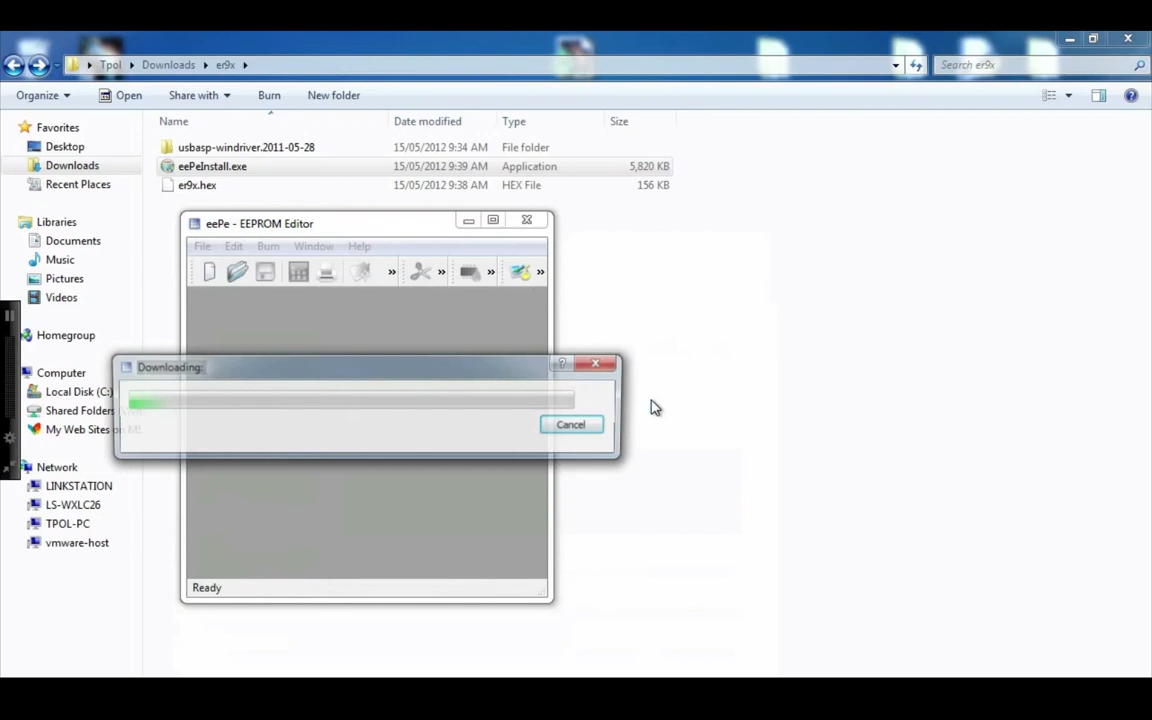 Tpol Downloads er9x
Search er9x
Organize Open Share with Burn New folder
Name Date modified Type Size
Favorites
Desktop
Downloads
Recent Places
Libraries
Documents
Music
Pictures
Videos
Homegroup
Computer
Local Disk (C:)
Shared Folders
My Web Sites on
Network
LINKSTATION
LS-WXLC26
TPOL-PC
vmware-host
usbasp-windriver.2011-05-28 15/05/2012 9:34 AM File folder
eePeInstall.exe 15/05/2012 9:39 AM Application 5,820 KB
er9x.hex 15/05/2012 9:38 AM HEX File 156 KB
eePe - EEPROM Editor
File Edit Burn Window Help
Downloading:
Cancel
Ready